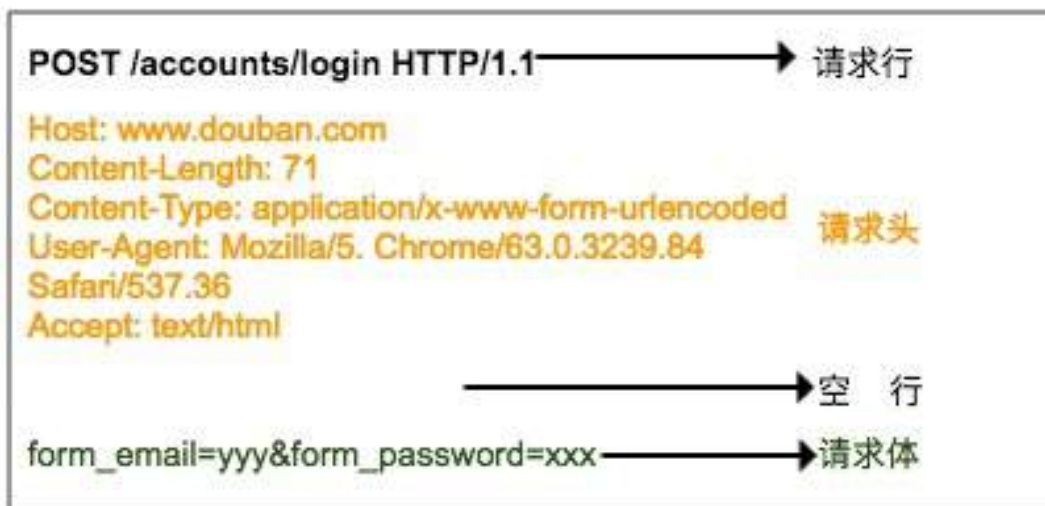 POST /accounts/login HTTP/1.1 请求行
Host: www.douban.com
Content-Length: 71
Content-Type: application/x-www-form-urlencoded
请求头
User-Agent: Mozilla/5. Chrome/63.0.3239.84
Safari/537.36
Accept: text/html
空 行
form_email=yyy&form_password=xxx 请求体